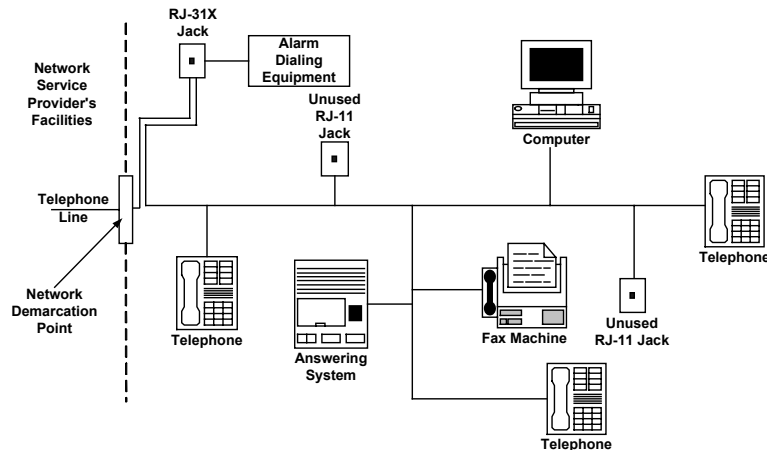 RJ-31X
Jack
Alarm
Dialing
Equipment
Network
Service
Provider's
Facilities
Unused
RJ-11
Jack
Computer
Telephone
Line
Network
Demarcation
Point
Telephone
Answering
System
Fax Machine
Unused
RJ-11 Jack
Telephone
Telephone